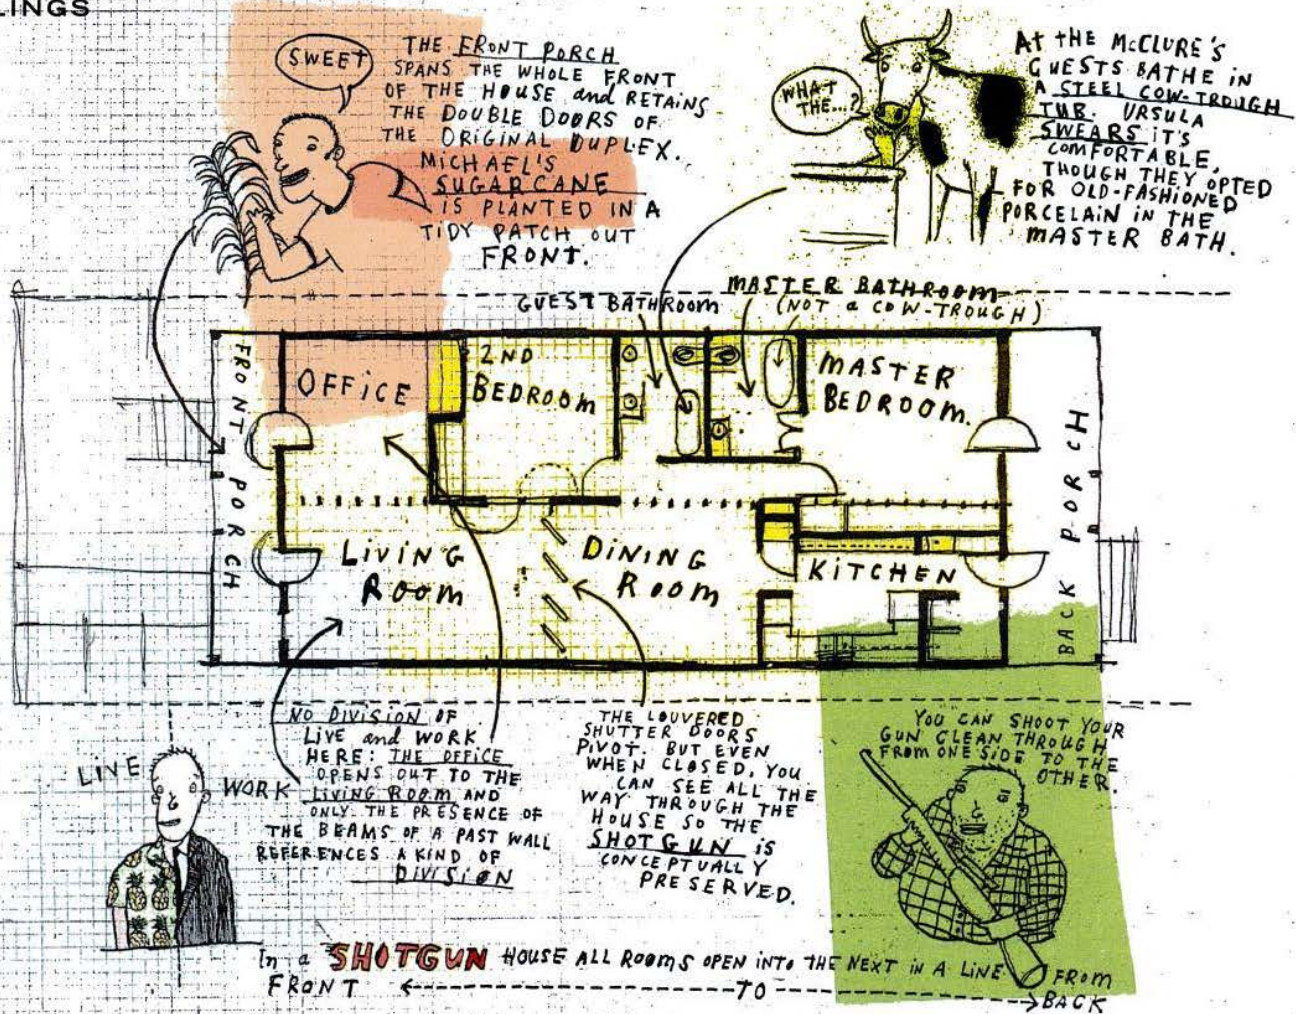 LINGS
SWEET
THE FRONT PORCH
SPANS THE WHOLE FRONT
OF THE HOUSE and RETAINS
THE DOUBLE DOORS OF
THE ORIGINAL DUPLEX.
MICHAEL'S
SUGARCANE
IS PLANTED IN A
TIDY PATCH OUT
FRONT.
WHAT
THE...?
AT THE McCLURE'S
GUESTS BATHE IN
A STEEL COW-TROUGH
TUB. URSULA
SWEARS IT'S
COMFORTABLE,
THOUGH THEY OPTED
FOR OLD-FASHIONED
PORCELAIN IN THE
MASTER BATH.
GUEST BATHROOM
MASTER BATHROOM
(NOT a COW-TROUGH)
FRONT PORCH
OFFICE
2ND
BEDROOM
MASTER
BEDROOM.
LIVING
ROOM
DINING
ROOM
KITCHEN
BACK PORCH
LIVE
WORK
NO DIVISION OF
LIVE and WORK
HERE: THE OFFICE
OPENS OUT TO THE
LIVING ROOM AND
ONLY THE PRESENCE OF
THE BEAMS OF A PAST WALL
REFERENCES A KIND OF
DIVISION
THE LOUVERED
SHUTTER DOORS
PIVOT. BUT EVEN
WHEN CLOSED, YOU
CAN SEE ALL THE
WAY THROUGH THE
HOUSE SO THE
SHOTGUN is
CONCEPTUALLY
PRESERVED.
YOU CAN SHOOT YOUR
GUN CLEAN THROUGH
FROM ONE SIDE TO THE
OTHER.
In a SHOTGUN HOUSE ALL ROOMS OPEN INTO THE NEXT IN A LINE FROM
FRONT TO BACK